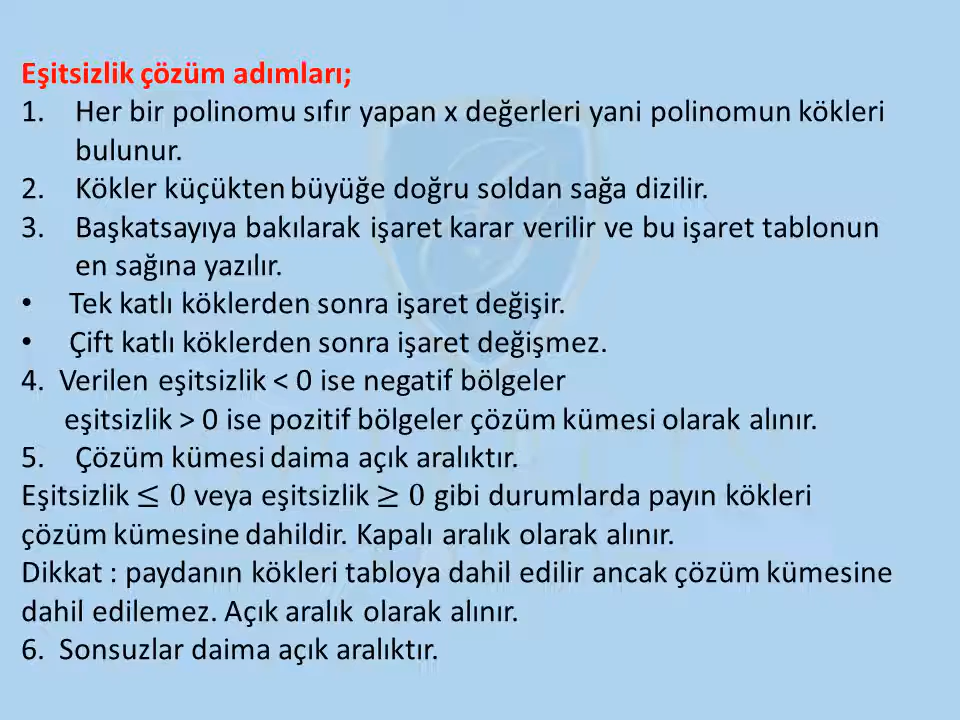 Eşitsizlik çözüm adımları;
1. Her bir polinomu sıfır yapan x değerleri yani polinomun kökleri
bulunur.
2. Kökler küçükten büyüğe doğru soldan sağa dizilir.
3. Başkatsayıya bakılarak işaret karar verilir ve bu işaret tablonun
en sağına yazılır.
• Tek katlı köklerden sonra işaret değişir.
• Çift katlı köklerden sonra işaret değişmez.
4. Verilen eşitsizlik < 0 ise negatif bölgeler
eşitsizlik > 0 ise pozitif bölgeler çözüm kümesi olarak alınır.
5. Çözüm kümesi daima açık aralıktır.
Eşitsizlik ≤ 0 veya eşitsizlik ≥ 0 gibi durumlarda payın kökleri
çözüm kümesine dahildir. Kapalı aralık olarak alınır.
Dikkat : paydanın kökleri tabloya dahil edilir ancak çözüm kümesine
dahil edilemez. Açık aralık olarak alınır.
6. Sonsuzlar daima açık aralıktır.